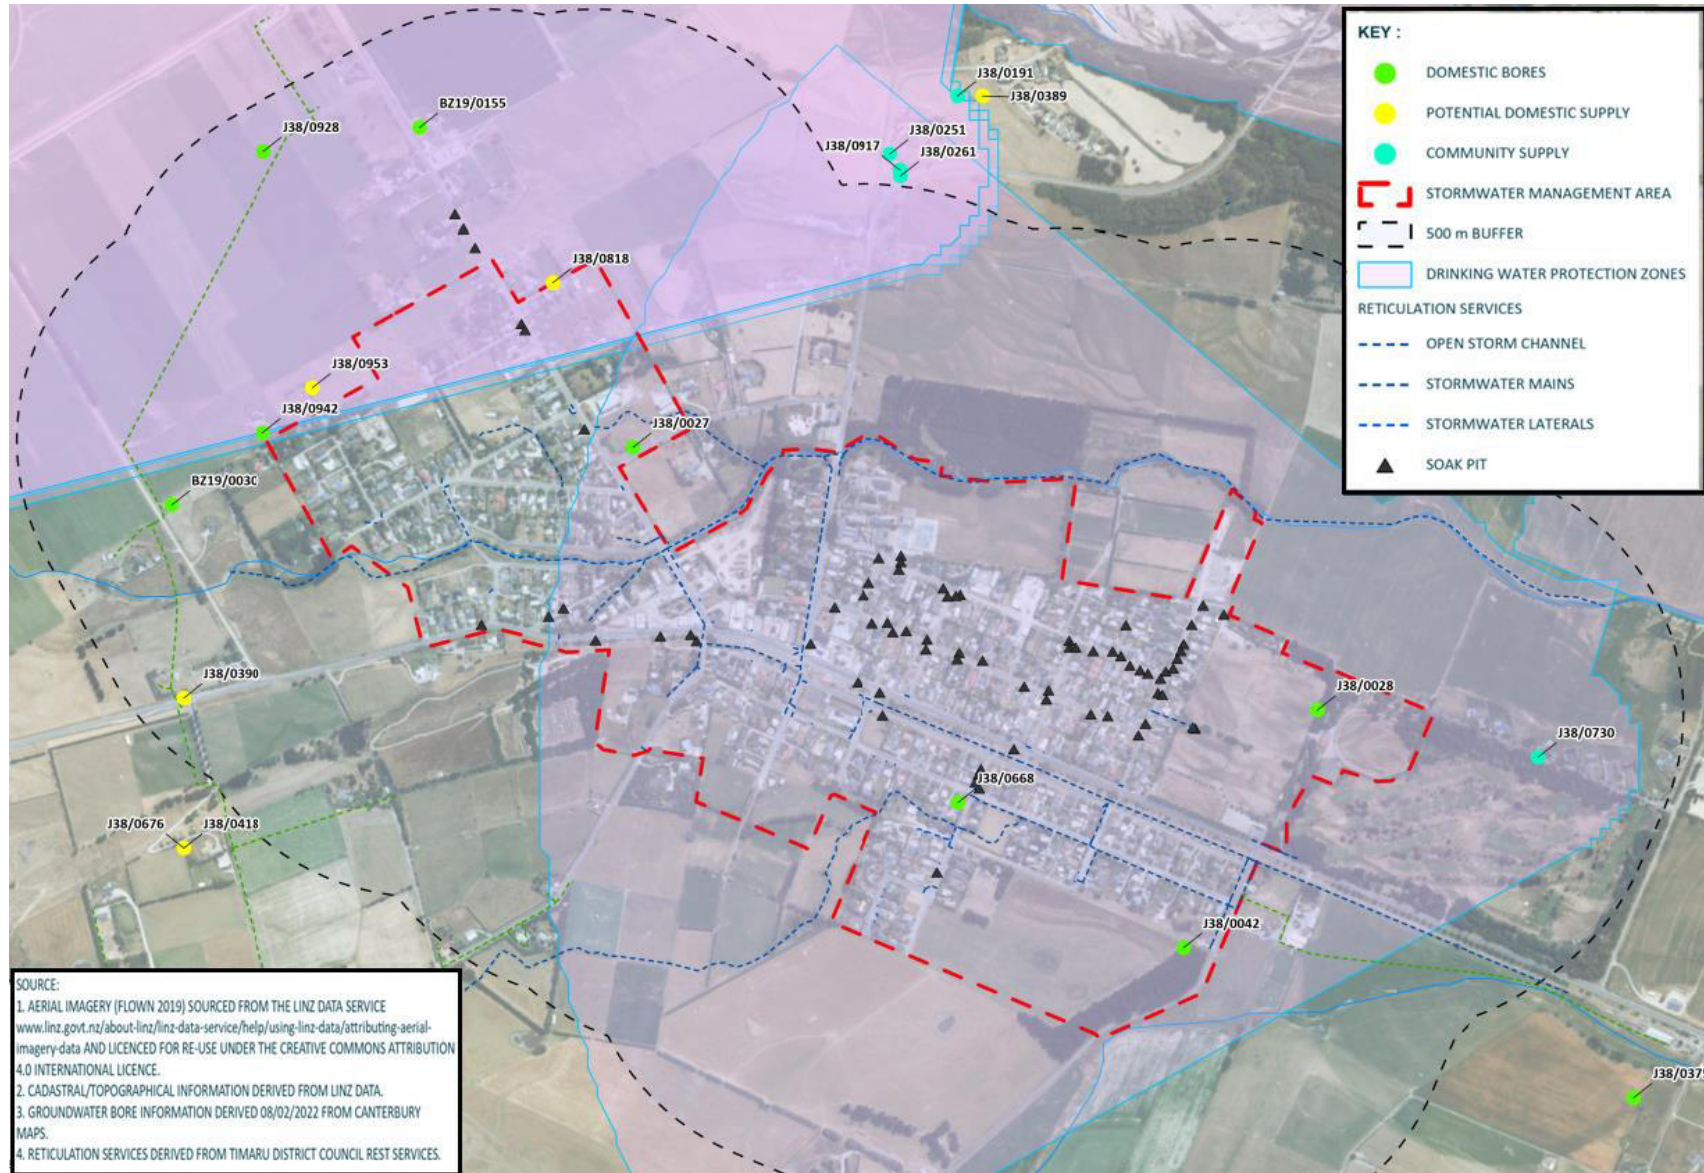 KEY :
DOMESTIC BORES
POTENTIAL DOMESTIC SUPPLY
COMMUNITY SUPPLY
STORMWATER MANAGEMENT AREA
500 m BUFFER
DRINKING WATER PROTECTION ZONES
RETICULATION SERVICES
OPEN STORM CHANNEL
STORMWATER MAINS
STORMWATER LATERALS
SOAK PIT
J38/0191
J38/0389
BZ19/0155
J38/0928
J38/0251
J38/0917
J38/0261
J38/0818
J38/0953
J38/0942
J38/0027
BZ19/0030
J38/0390
J38/0028
J38/0730
J38/0668
J38/0676
J38/0418
J38/0042
J38/0375
SOURCE:
1. AERIAL IMAGERY (FLOWN 2019) SOURCED FROM THE LINZ DATA SERVICE
www.linz.govt.nz/about-linz/linz-data-service/help/using-linz-data/attributing-aerial-
imagery-data AND LICENCED FOR RE-USE UNDER THE CREATIVE COMMONS ATTRIBUTION
4.0 INTERNATIONAL LICENCE.
2. CADASTRAL/TOPOGRAPHICAL INFORMATION DERIVED FROM LINZ DATA.
3. GROUNDWATER BORE INFORMATION DERIVED 08/02/2022 FROM CANTERBURY
MAPS.
4. RETICULATION SERVICES DERIVED FROM TIMARU DISTRICT COUNCIL REST SERVICES.